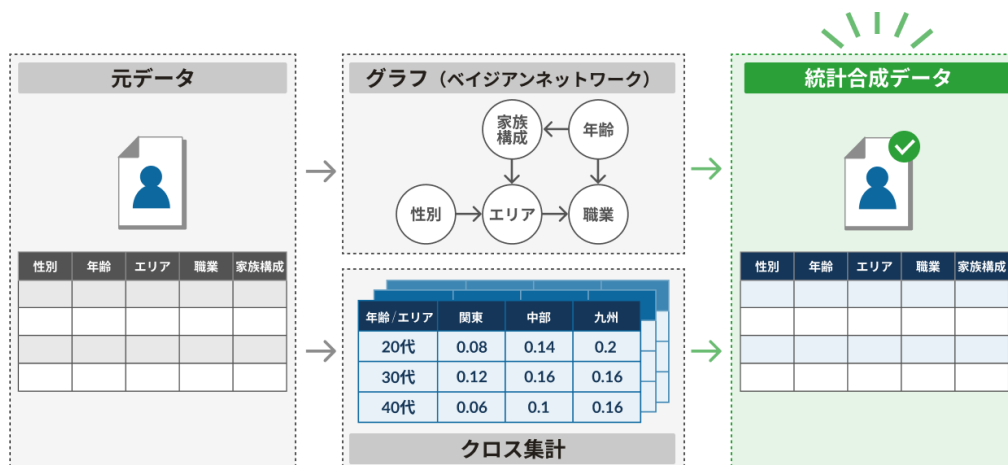 元データ
性別 年齢 エリア 職業 家族構成
グラフ（ベイジアンネットワーク）
家族
構成
年齢
性別
エリア
職業
年齢/エリア 関東 中部 九州
20代 0.08 0.14 0.2
30代 0.12 0.16 0.16
40代 0.06 0.1 0.16
クロス集計
統計合成データ
性別 年齢 エリア 職業 家族構成